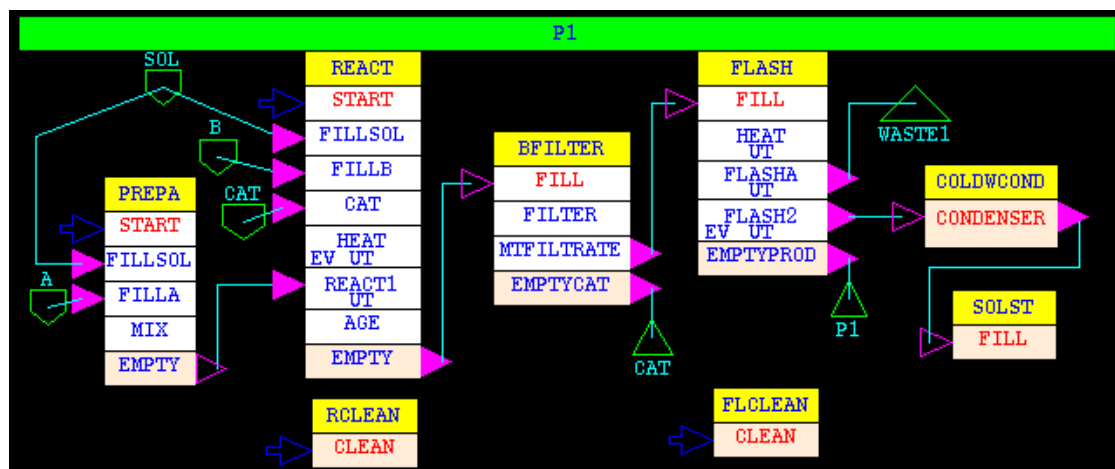 P1
SOL
B
CAT
A
PREPA
START
FILLSOL
FILLA
MIX
EMPTY
REACT
START
FILLSOL
FILLB
CAT
HEAT
EV UT
REACT1
UT
AGE
EMPTY
RCLEAN
CLEAN
BFILTER
FILL
FILTER
MTFILTRATE
EMPTYCAT
CAT
FLASH
FILL
HEAT
UT
FLASHA
UT
FLASH2
EV UT
EMPTYPROD
WASTE1
P1
FLCLEAN
CLEAN
COLDWCOND
CONDENSER
SOLST
FILL